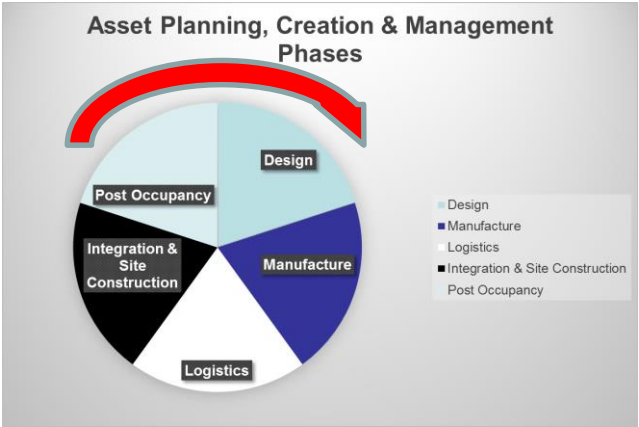 Asset Planning, Creation & Management
Phases
Design
Post Occupancy
Integration &
Site
Construction
Manufacture
Logistics
Design
Manufacture
Logistics
Integration & Site Construction
Post Occupancy